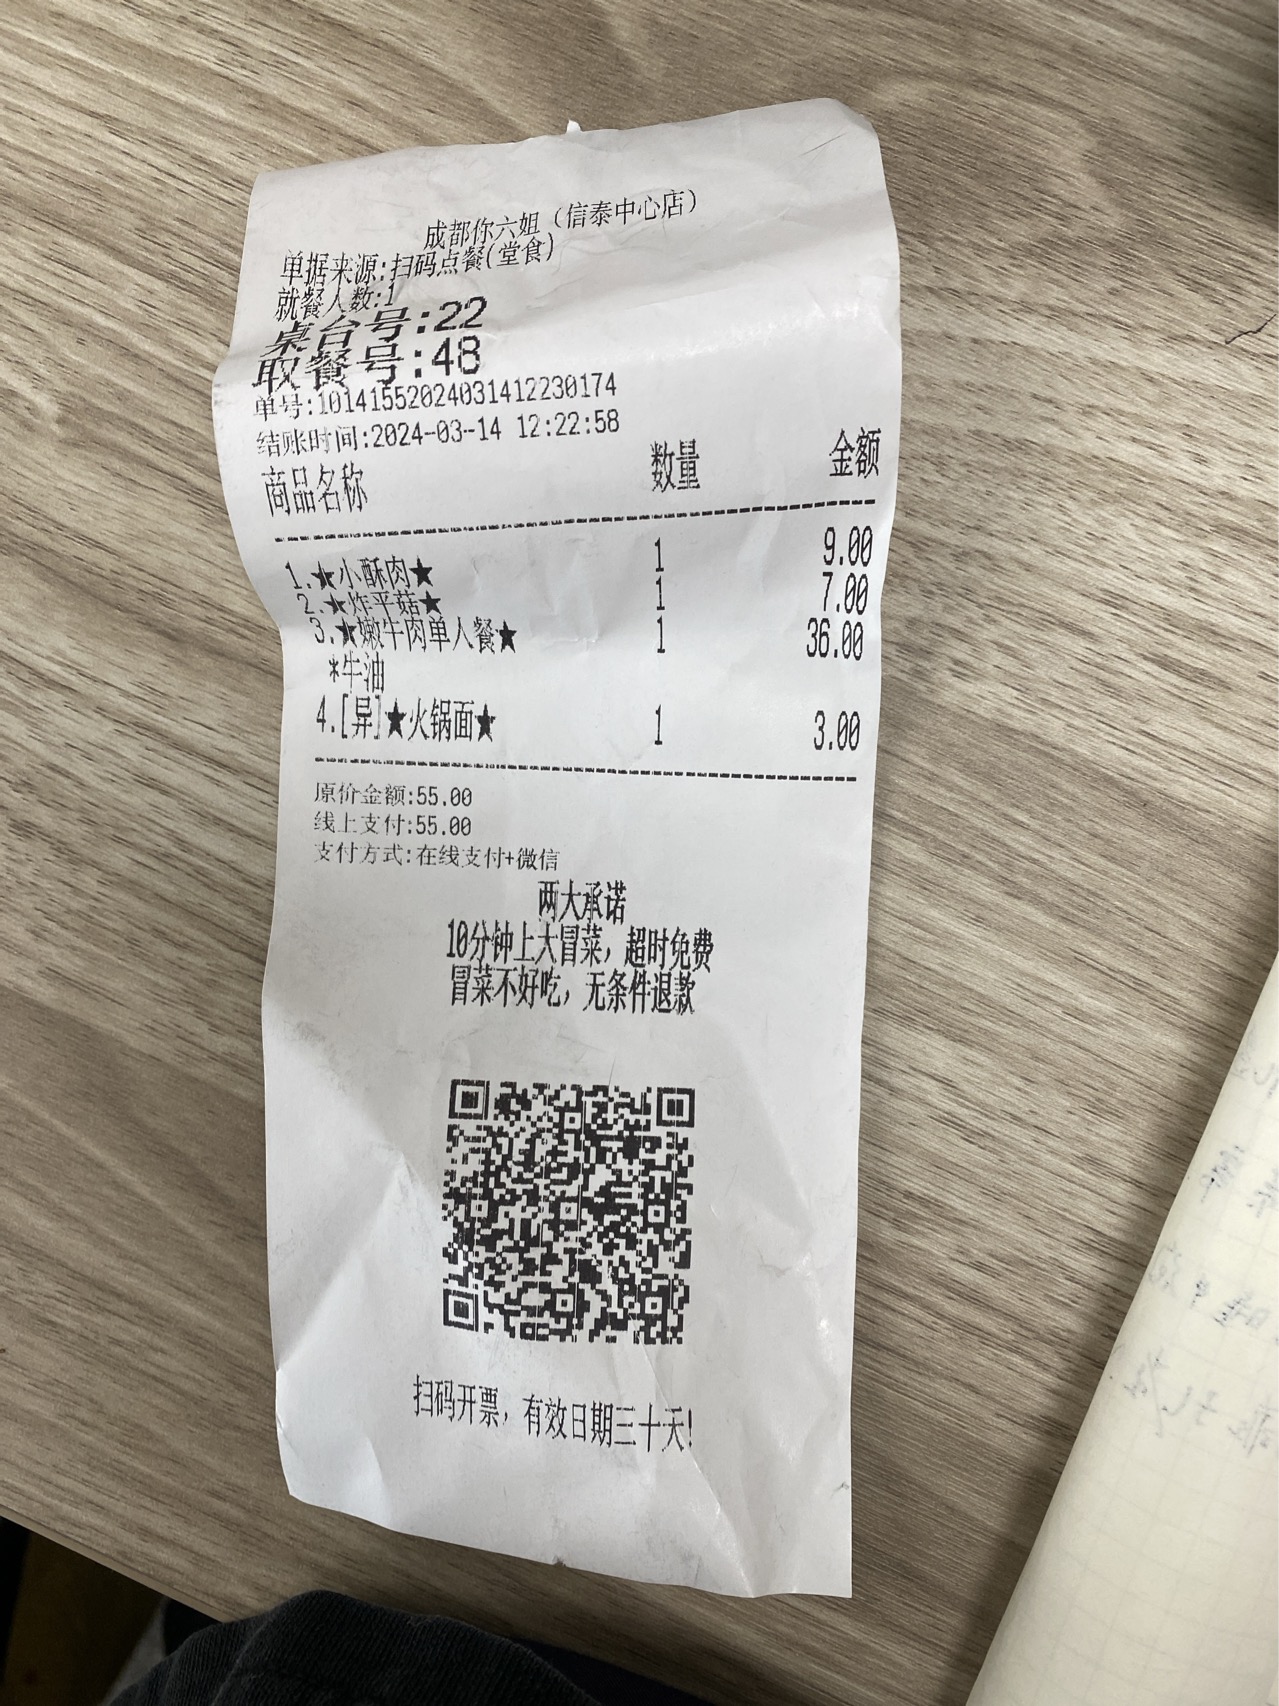 成都你六姐（信泰中心店）
单据来源:扫码点餐(堂食)
就餐人数:1
桌台号:22
取餐号:48
单号:10141552024031412230174
结账时间:2024-03-14 12:22:58
商品名称 数量 金额
1.★小酥肉★ 1 9.00
2.★炸平菇★ 1 7.00
3.★嫩牛肉单人餐★ 1 36.00
*牛油
4.[异]★火锅面★ 1 3.00
原价金额:55.00
线上支付:55.00
支付方式:在线支付+微信
两大承诺
10分钟上大冒菜，超时免费
冒菜不好吃，无条件退款
扫码开票，有效日期三十天!